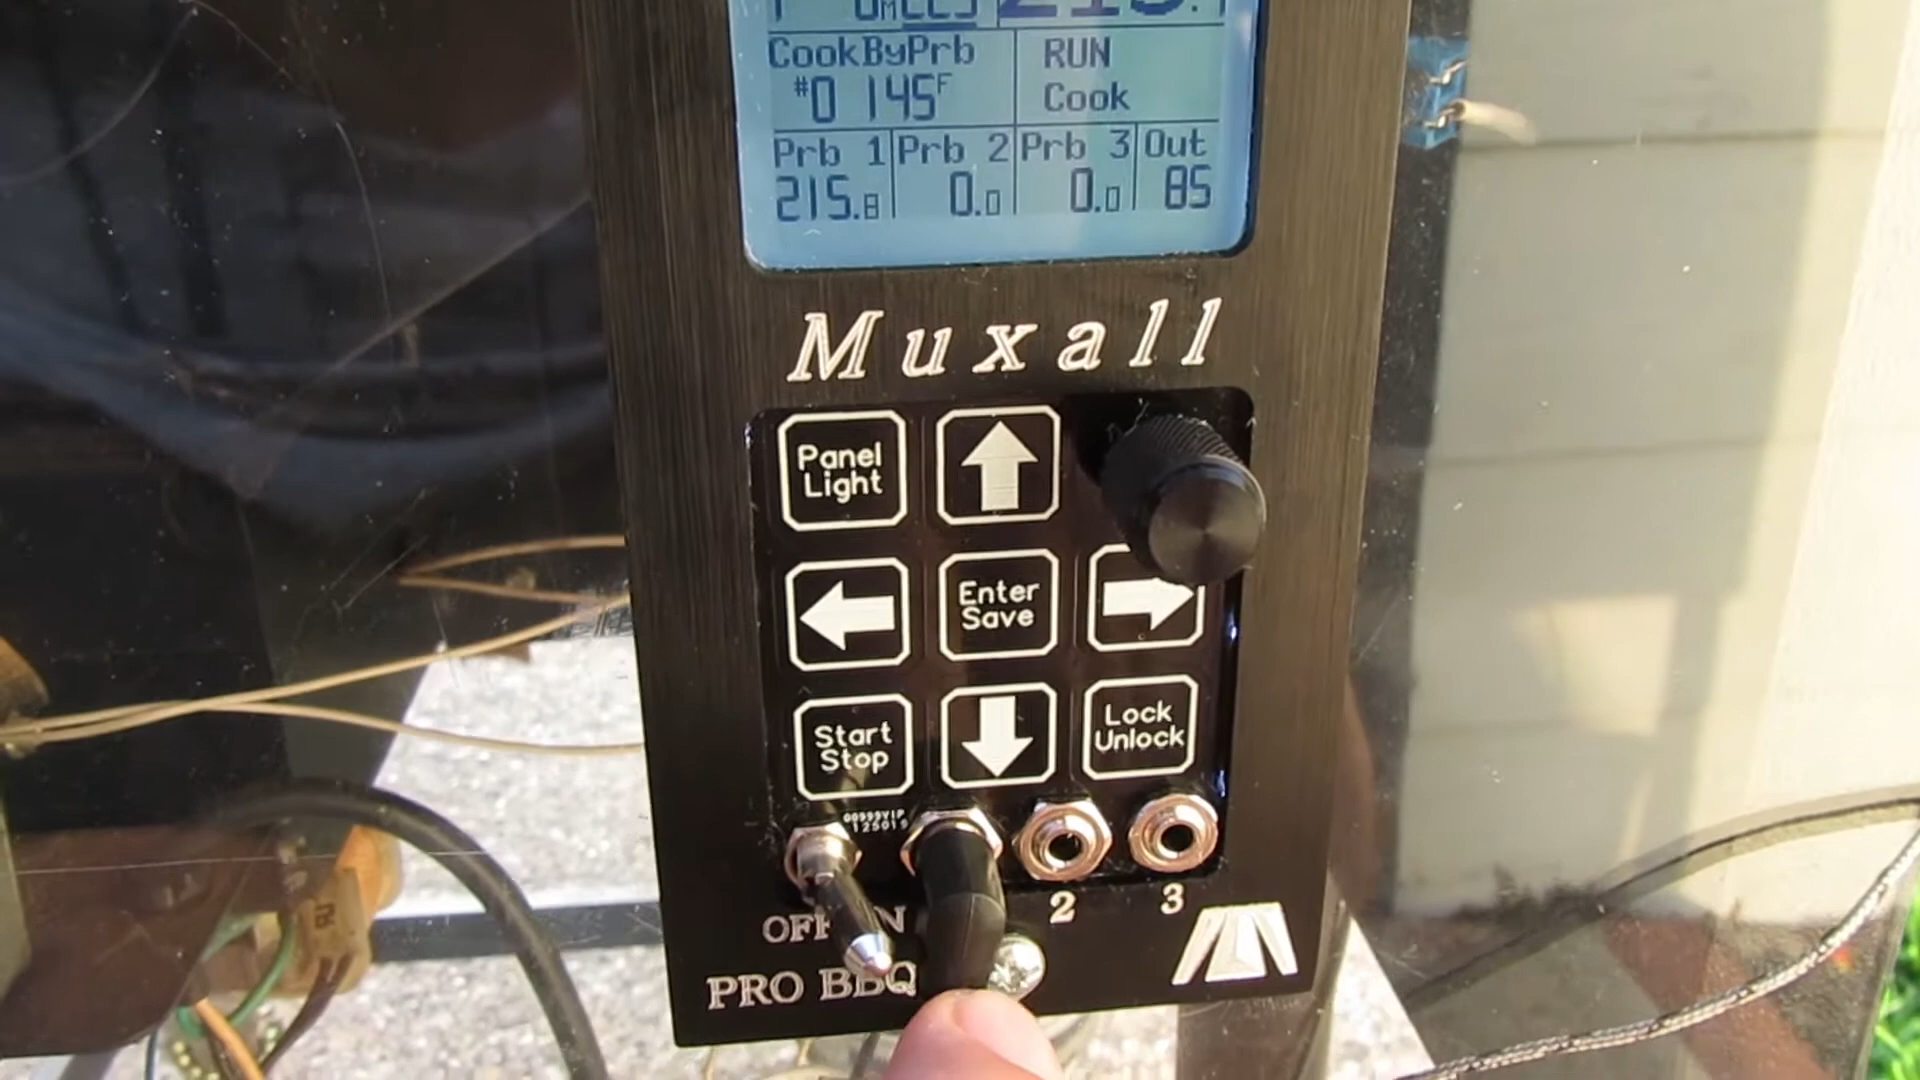 CookByPrb RUN
#0 145F Cook
Prb 1 Prb 2 Prb 3 Out
215.8 0.0 0.0 85
Muxall
Panel
Light
Enter
Save
Start
Stop
Lock
Unlock
2 3
PRO BBQ